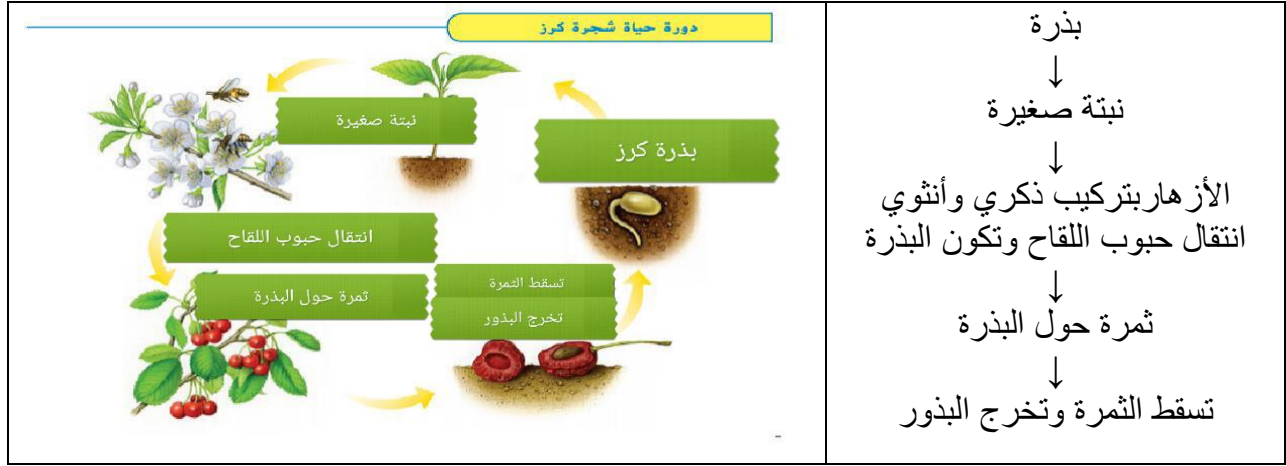 دورة حياة شجرة كرز
نبتة صغيرة
بذرة كرز
انتقال حبوب اللقاح
ثمرة حول البذرة
تسقط الثمرة
تخرج البذور
بذرة
↓
نبتة صغيرة
↓
الأزهاربتركيب ذكري وأنثوي
انتقال حبوب اللقاح وتكون البذرة
↓
ثمرة حول البذرة
↓
تسقط الثمرة وتخرج البذور